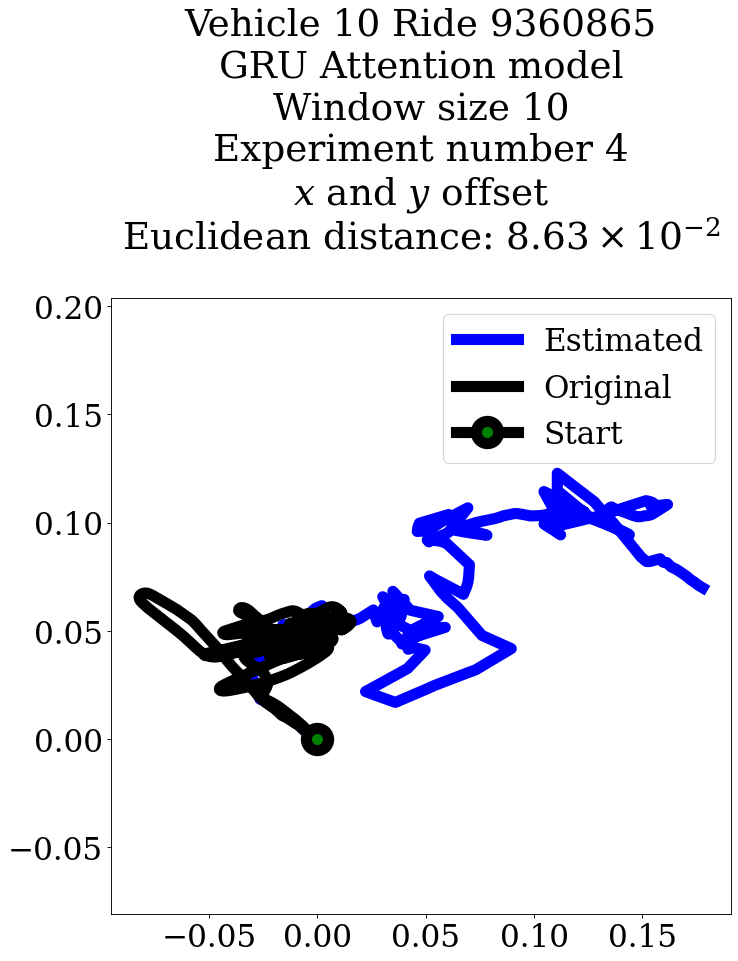 Vehicle 10 Ride 9360865
GRU Attention model
Window size 10
Experiment number 4
x and y offset
Euclidean distance: 8.63 × 10⁻²
Estimated
Original
Start
0.20
0.15
0.10
0.05
0.00
−0.05
−0.05 0.00 0.05 0.10 0.15